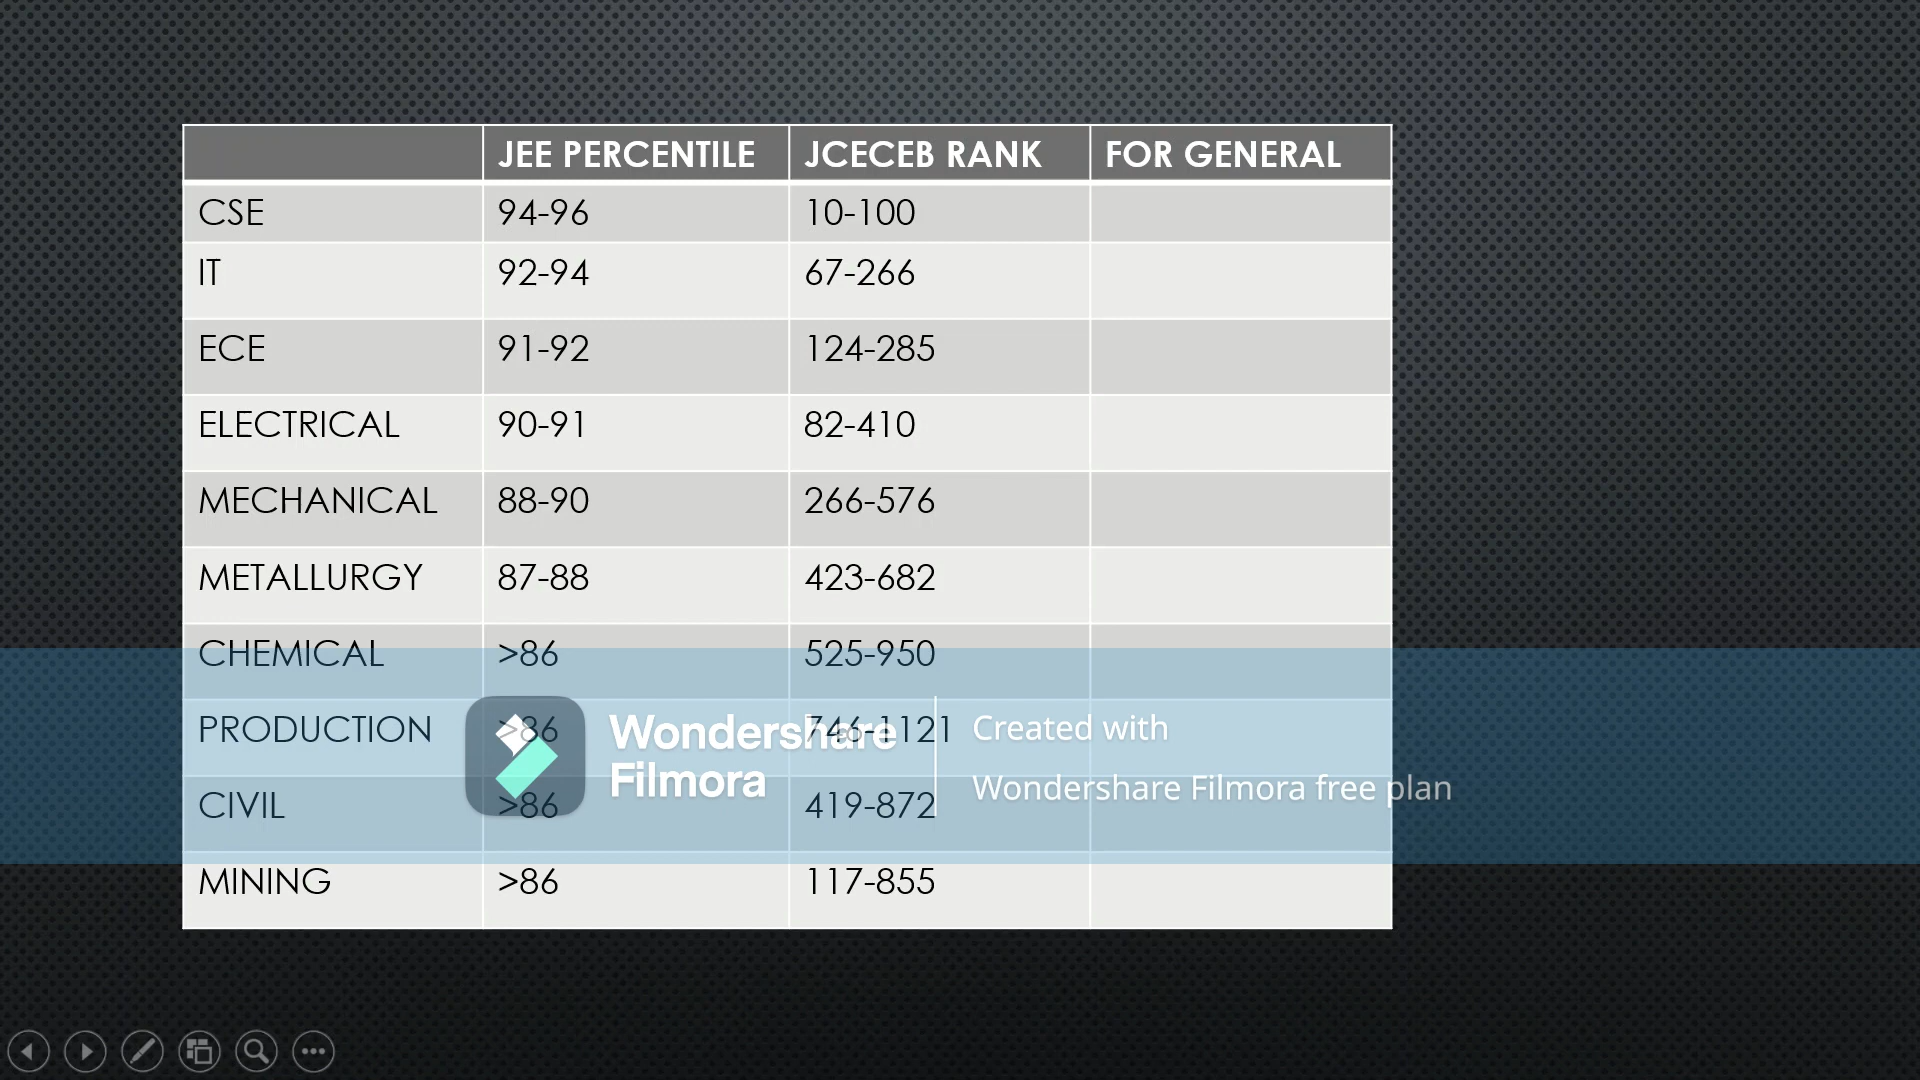 JEE PERCENTILE JCECEB RANK FOR GENERAL
CSE 94-96 10-100
IT 92-94 67-266
ECE 91-92 124-285
ELECTRICAL 90-91 82-410
MECHANICAL 88-90 266-576
METALLURGY 87-88 423-682
CHEMICAL >86 525-950
PRODUCTION >86 746-1121
CIVIL >86 419-872
MINING >86 117-855
Wondershare
Filmora
Created with
Wondershare Filmora free plan